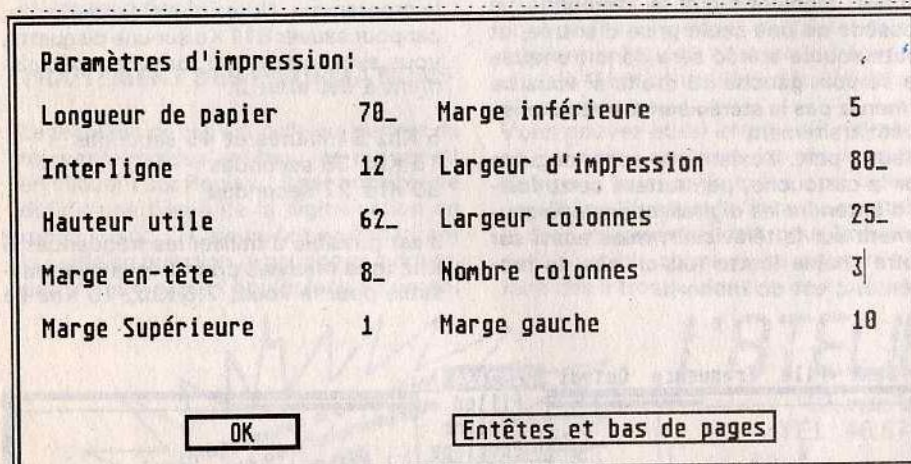 Paramètres d'impression:
Longueur de papier 70_ Marge inférieure 5
Interligne 12 Largeur d'impression 80_
Hauteur utile 62_ Largeur colonnes 25_
Marge en-tête 8_ Nombre colonnes 3
Marge Supérieure 1 Marge gauche 10
OK Entêtes et bas de pages